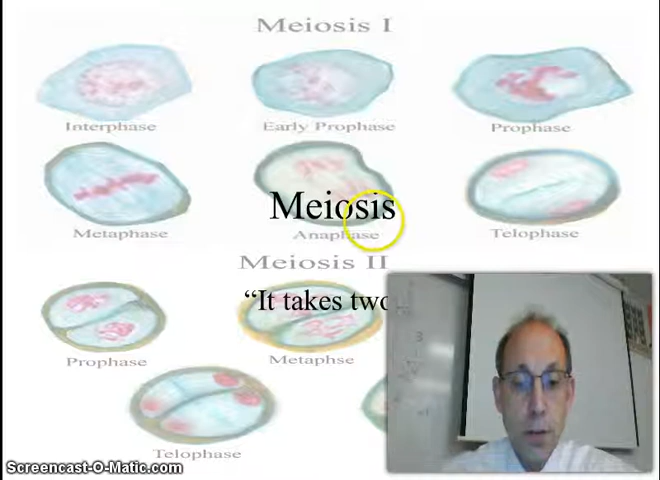 Meiosis I
Interphase
Early Prophase
Prophase
Meiosis
Metaphase
Anaphase
Telophase
Meiosis II
“It takes two
Prophase
Metaphse
Telophase
Screencast-O-Matic.com